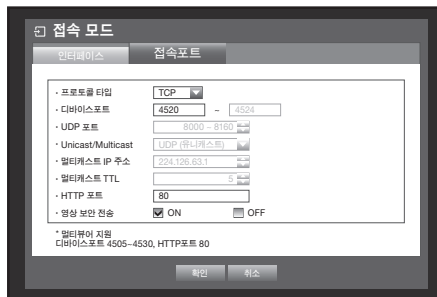 접속 모드
인터페이스 접속포트
· 프로토콜 타입 TCP
· 디바이스포트 4520 ~ 4524
· UDP 포트 8000 ~ 8160
· Unicast/Multicast UDP (유니캐스트)
· 멀티캐스트 IP 주소 224.126.63.1
· 멀티캐스트 TTL 5
· HTTP 포트 80
· 영상 보안 전송 ON OFF
* 멀티뷰어 지원
디바이스포트 4505~4530, HTTP포트 80
확인 취소